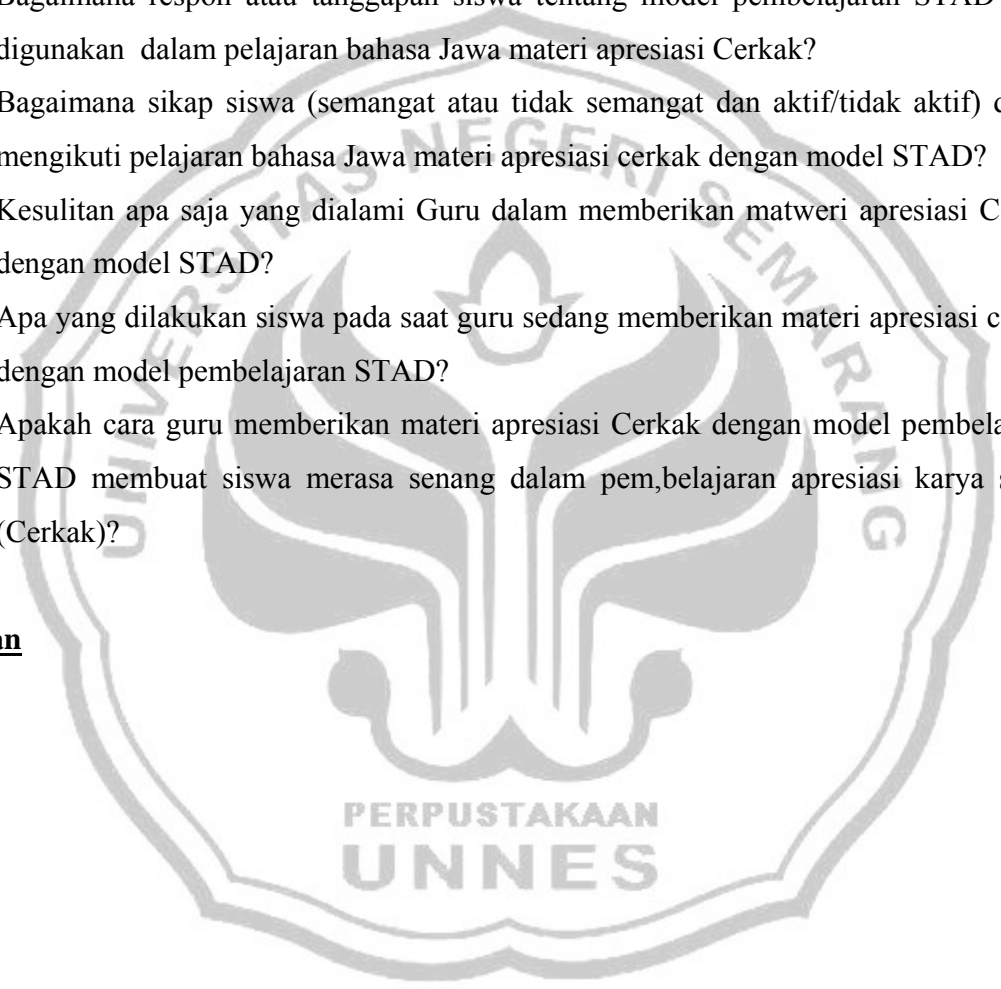 Bagaimana respon atau tanggapan siswa tentang model pembelajaran STAD
digunakan dalam pelajaran bahasa Jawa materi apresiasi Cerkak?
Bagaimana sikap siswa (semangat atau tidak semangat dan aktif/tidak aktif)
mengikuti pelajaran bahasa Jawa materi apresiasi cerkak dengan model STAD?
Kesulitan apa saja yang dialami Guru dalam memberikan matweri apresiasi
dengan model STAD?
Apa yang dilakukan siswa pada saat guru sedang memberikan materi apresiasi
dengan model pembelajaran STAD?
Apakah cara guru memberikan materi apresiasi Cerkak dengan model
STAD membuat siswa merasa senang dalam pem,belajaran apresiasi karya
(Cerkak)?
UNIVERSITAS NEGERI SEMARANG
PERPUSTAKAAN
UNNES